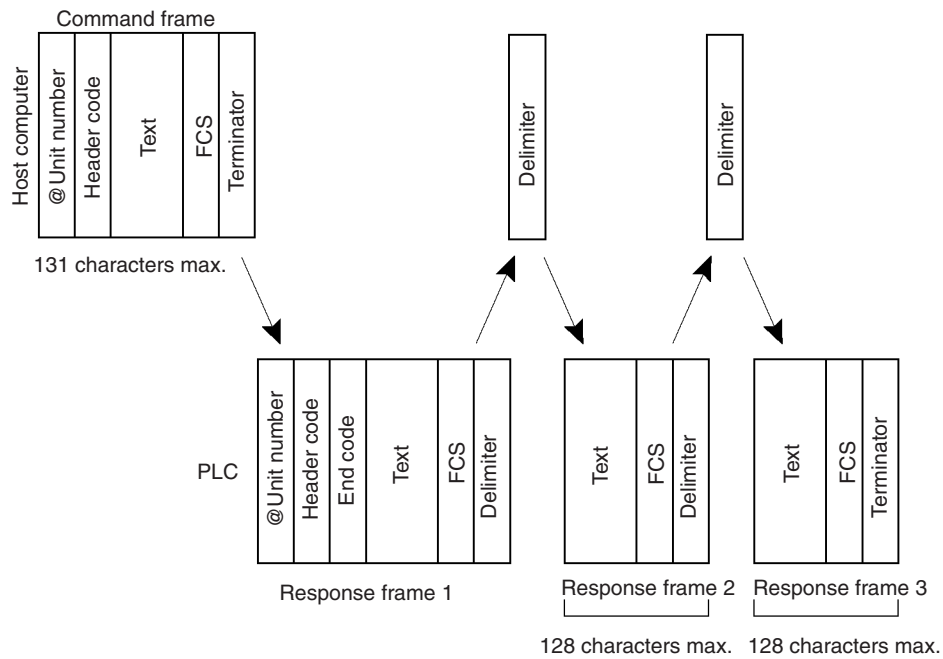 Command frame
Host computer
@Unit number
Header code
Text
FCS
Terminator
131 characters max.
Delimiter
Delimiter
PLC
@Unit number
Header code
End code
Text
FCS
Delimiter
Response frame 1
Text
FCS
Delimiter
Response frame 2
128 characters max.
Text
FCS
Terminator
Response frame 3
128 characters max.